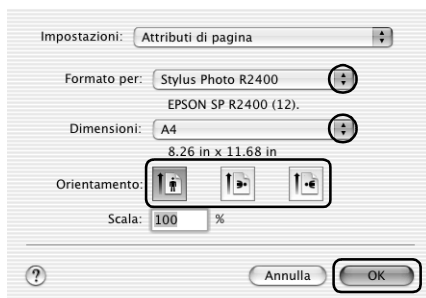 Impostazioni: Attributi di pagina
Formato per: Stylus Photo R2400
EPSON SP R2400 (12).
Dimensioni: A4
8.26 in x 11.68 in
Orientamento:
Scala: 100 %
? Annulla OK